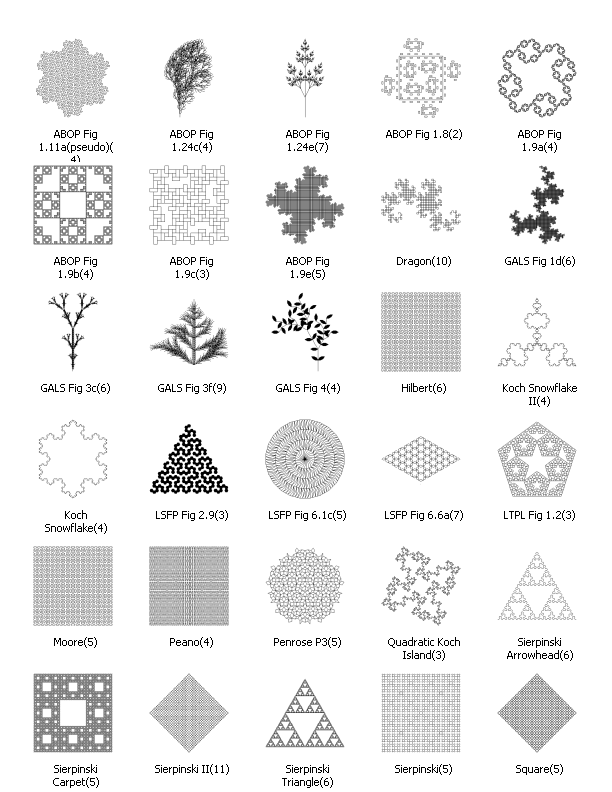 ABOP Fig
1.11a(pseudo)(
4)
ABOP Fig
1.24c(4)
ABOP Fig
1.24e(7)
ABOP Fig 1.8(2)
ABOP Fig
1.9a(4)
ABOP Fig
1.9b(4)
ABOP Fig
1.9c(3)
ABOP Fig
1.9e(5)
Dragon(10)
GALS Fig 1d(6)
GALS Fig 3c(6)
GALS Fig 3f(9)
GALS Fig 4(4)
Hilbert(6)
Koch Snowflake
II(4)
Koch
Snowflake(4)
LSFP Fig 2.9(3)
LSFP Fig 6.1c(5)
LSFP Fig 6.6a(7)
LTPL Fig 1.2(3)
Moore(5)
Peano(4)
Penrose P3(5)
Quadratic Koch
Island(3)
Sierpinski
Arrowhead(6)
Sierpinski
Carpet(5)
Sierpinski II(11)
Sierpinski
Triangle(6)
Sierpinski(5)
Square(5)